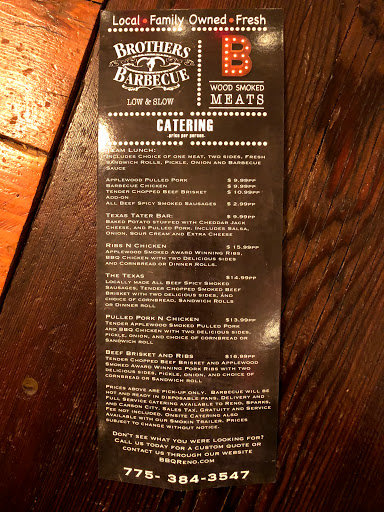 Local • Family Owned • Fresh
BROTHERS
BARBECUE
LOW & SLOW
B
WOOD SMOKED
MEATS
CATERING
price per person
Team Lunch:
Includes Choice of one meat, two sides, Fresh
Sandwich Rolls, Pickle, Onion and Barbecue
Sauce
Applewood Pulled Pork $ 9.99pp
Barbecue Chicken $ 9.99pp
Tender Chopped Beef Brisket $ 10.99pp
Add-on
All Beef Spicy Smoked Sausages $ 2.99pp
Texas Tater Bar: $ 9.99pp
Baked Potato stuffed with Cheddar Jack
Cheese, and Pulled Pork. Includes Salsa,
Onion, Sour Cream and Extra Cheese
Ribs N Chicken $ 15.99pp
Applewood Smoked Award Winning Ribs,
BBQ Chicken with two Delicious sides
and Cornbread or Dinner Rolls.
The Texas $14.99pp
Locally made All Beef Spicy Smoked
Sausages, Tender Chopped Smoked Beef
Brisket with two delicious sides, and
choice of cornbread, Sandwich Rolls
or Dinner roll
Pulled Pork N Chicken $13.99pp
Tender Applewood Smoked Pulled Pork
and BBQ Chicken with two delicious sides,
pickle, onion, and choice of cornbread or
Sandwich roll
Beef Brisket and Ribs $16.99pp
Tender Chopped Beef Brisket and Applewood
Smoked Award Winning Pork Ribs with two
delicious sides, pickle, onion, and choice of
cornbread or Sandwich roll
Prices above are pick-up only. Barbecue will be
hot and ready in disposable pans. Delivery and
Full Service catering available to Reno, Sparks,
and Carson City. Sales Tax, Gratuity and Service
Fee not included. Onsite Catering also
available with our Smokin Trailer. Prices
subject to change without notice.
Don't see what you were looking for?
Call us today for a custom quote or
contact us through our website
BBQReno.com
775- 384-3547